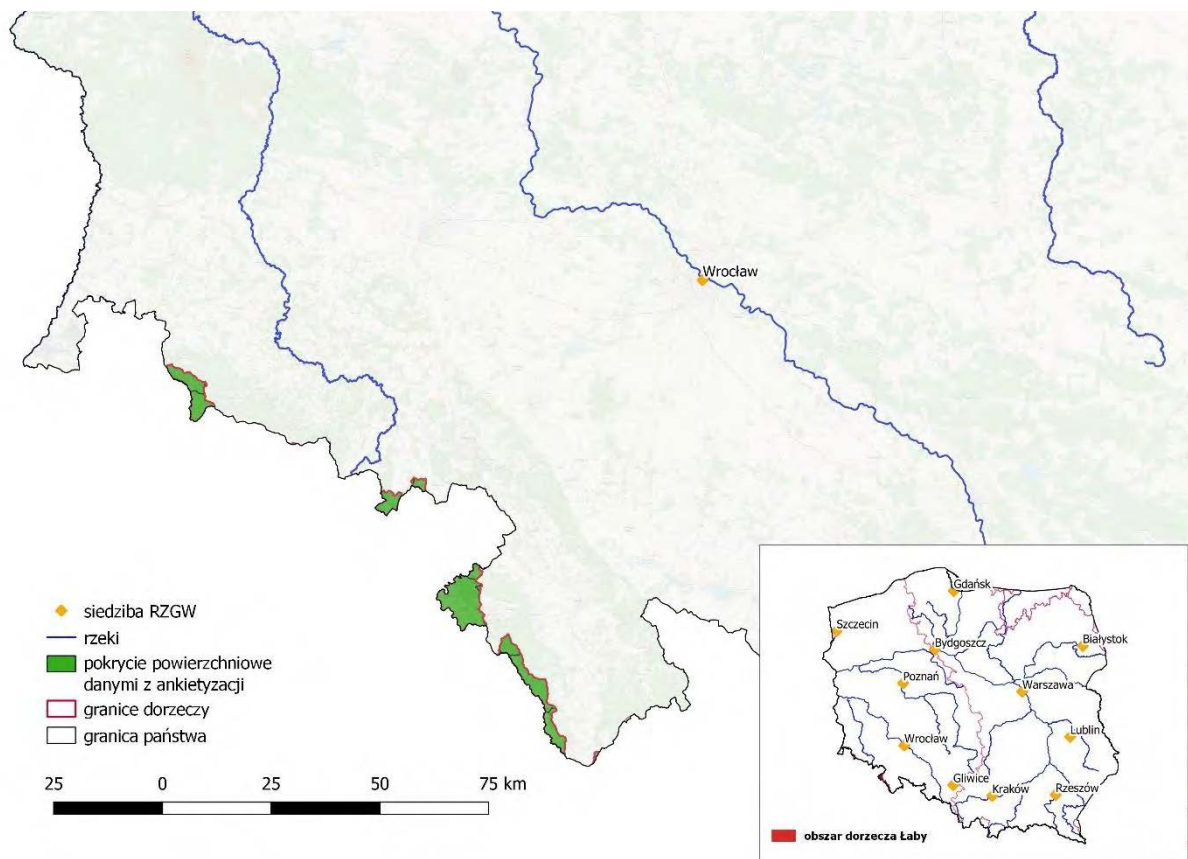 Wrocław
siedziba RZGW
rzeki
pokrycie powierzchniowe
danymi z ankietyzacji
granice dorzeczy
granica państwa
25 0 25 50 75 km
Gdańsk
Szczecin
Bydgoszcz
Białystok
Poznań
Warszawa
Wrocław
Lublin
Gliwice
Kraków
Rzeszów
obszar dorzecza Łaby